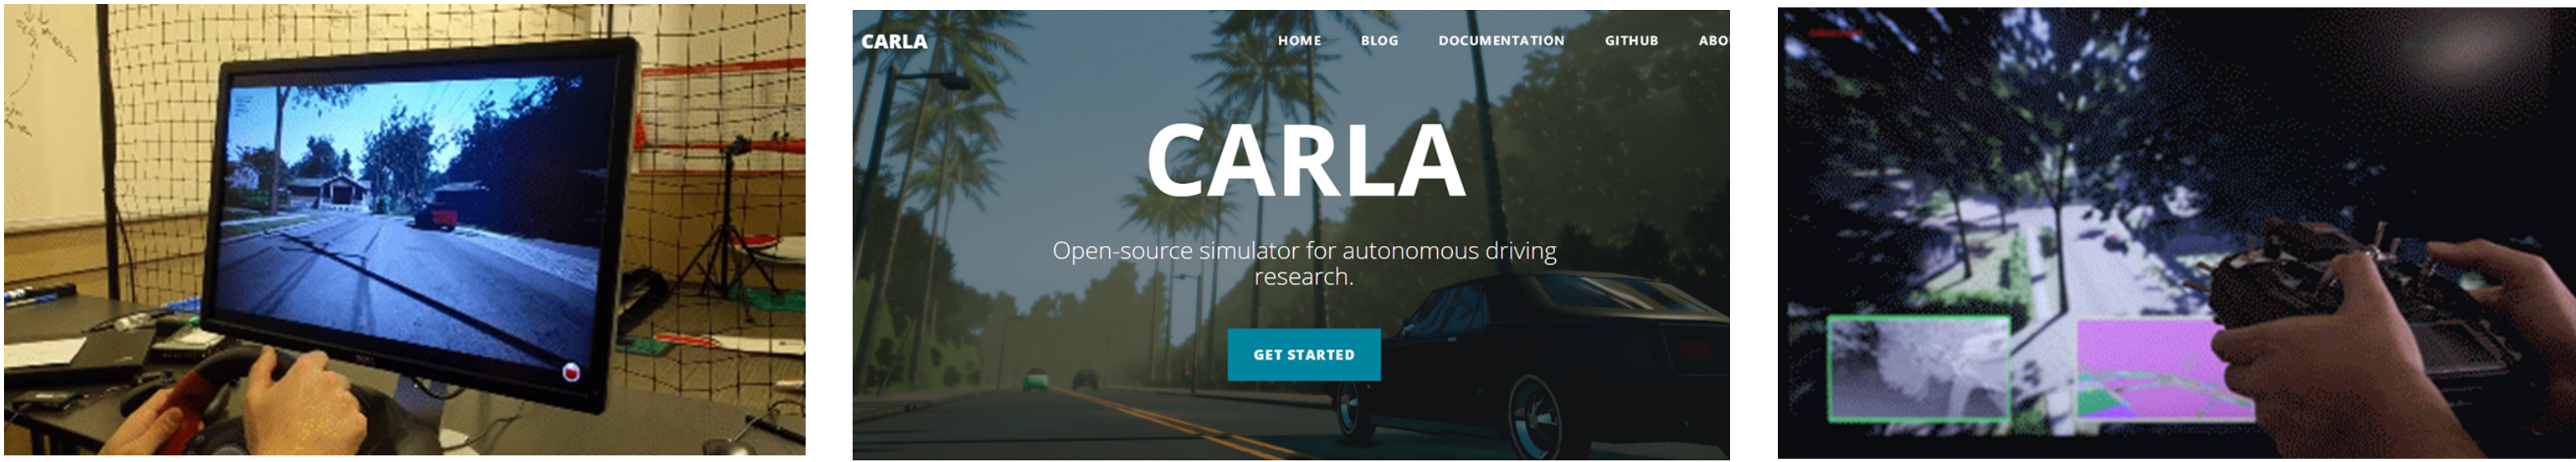 CARLA
HOME BLOG DOCUMENTATION GITHUB ABO
CARLA
Open-source simulator for autonomous driving
research.
GET STARTED